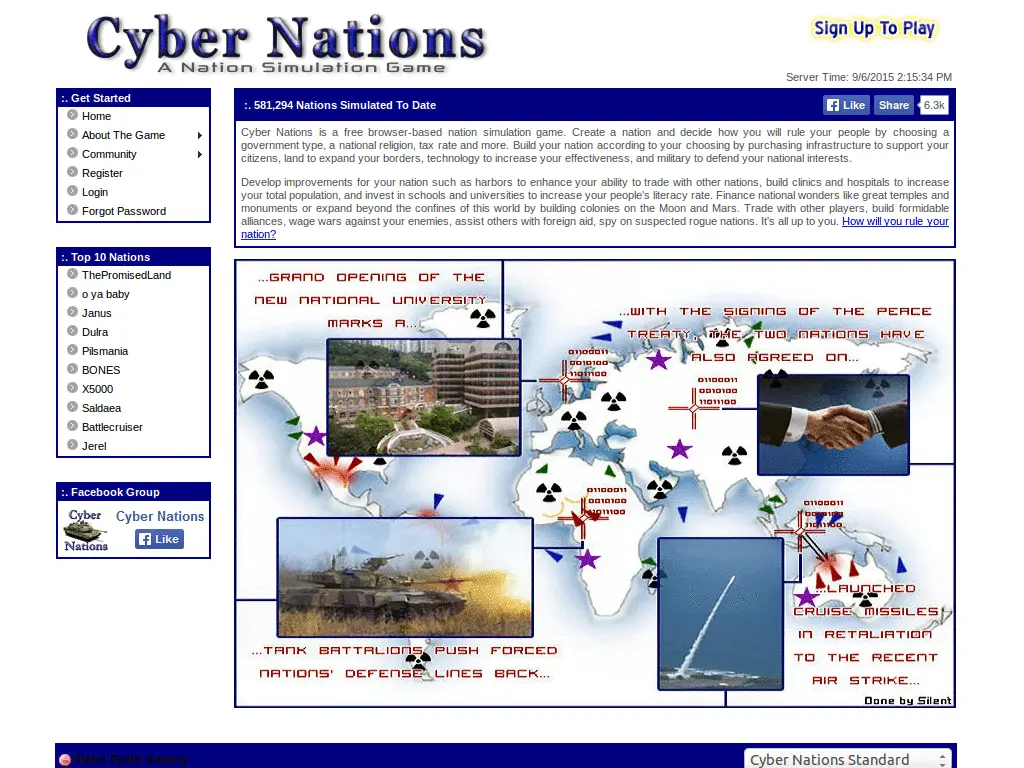 Cyber Nations
A Nation Simulation Game
Sign Up To Play
Server Time: 9/6/2015 2:15:34 PM
:. Get Started
Home
About The Game
Community
Register
Login
Forgot Password
:. Top 10 Nations
ThePromisedLand
o ya baby
Janus
Dulra
Pilsmania
BONES
X5000
Saldaea
Battlecruiser
Jerel
:. Facebook Group
Cyber Nations
Cyber Nations
Like
:. 581,294 Nations Simulated To Date
Like Share 6.3k
Cyber Nations is a free browser-based nation simulation game. Create a nation and decide how you will rule your people by choosing a
government type, a national religion, tax rate and more. Build your nation according to your choosing by purchasing infrastructure to support your
citizens, land to expand your borders, technology to increase your effectiveness, and military to defend your national interests.
Develop improvements for your nation such as harbors to enhance your ability to trade with other nations, build clinics and hospitals to increase
your total population, and invest in schools and universities to increase your people's literacy rate. Finance national wonders like great temples and
monuments or expand beyond the confines of this world by building colonies on the Moon and Mars. Trade with other players, build formidable
alliances, wage wars against your enemies, assist others with foreign aid, spy on suspected rogue nations. It's all up to you. How will you rule your
nation?
...GRAND OPENING OF THE
NEW NATIONAL UNIVERSITY
MARKS A...
...WITH THE SIGNING OF THE PEACE
TREATY, THE TWO NATIONS HAVE
ALSO AGREED ON...
01100011
0010100
1101100
01100011
0010100
1101100
01100011
0010100
1101100
01100011
0010100
1101100
...TANK BATTALIONS PUSH FORCED
NATIONS' DEFENSE LINES BACK...
...LAUNCHED
CRUISE MISSILES
IN RETALIATION
TO THE RECENT
AIR STRIKE...
Done by Silent
Cyber Nations Standard